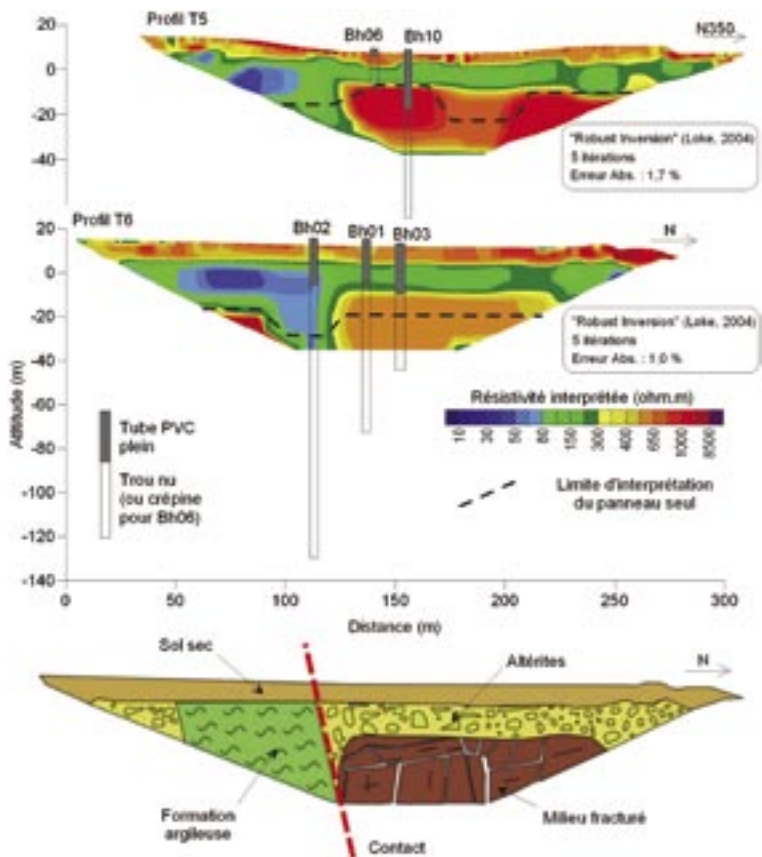 Profil T5
Bh06
Bh10
N350
20
0
-20
-40
"Robust Inversion" (Loke, 2004)
5 itérations
Erreur Abs. : 1,7 %
Profil T6
Bh02
Bh01
Bh03
N
20
0
-20
-40
-60
-80
-100
-120
-140
Altitude (m)
"Robust Inversion" (Loke, 2004)
5 itérations
Erreur Abs. : 1,0 %
Résistivité interprétée (ohm.m)
10
30
50
80
150
300
400
650
1000
8500
Tube PVC
plein
Trou nu
(ou crépine
pour Bh06)
Limite d'interprétation
du panneau seul
0
50
100
150
200
250
300
Distance (m)
Sol sec
Altérites
N
Formation
argileuse
Contact
Milieu fracturé